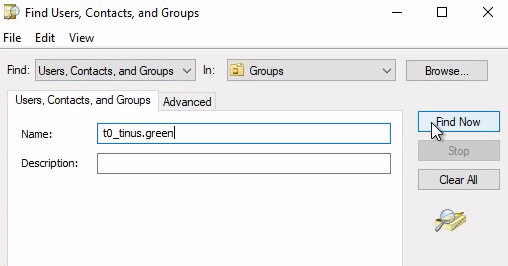 Find Users, Contacts, and Groups
File Edit View
Find: Users, Contacts, and Groups In: Groups Browse...
Users, Contacts, and Groups Advanced
Name: t0_tinus.green Find Now
Description: Stop
Clear All